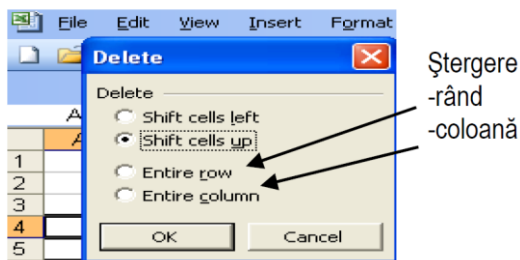 File Edit View Insert Format
Delete
Delete
Shift cells left
Shift cells up
Entire row
Entire column
OK Cancel
A
A
1
2
3
4
5
Ştergere
-rând
-coloană